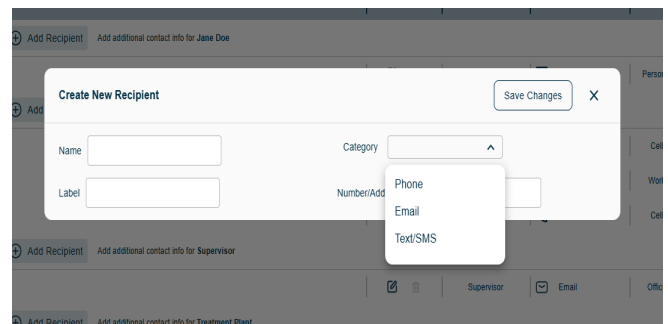 Add Recipient Add additional contact info for Jane Doe
Create New Recipient Save Changes X
Person
Add
Name Category
Cell
Phone
Work
Label Number/Add
Email
Cell
Text/SMS
Add Recipient Add additional contact info for Supervisor
Supervisor Email Offic
Add Recipient Add additional contact info for Treatment Plant